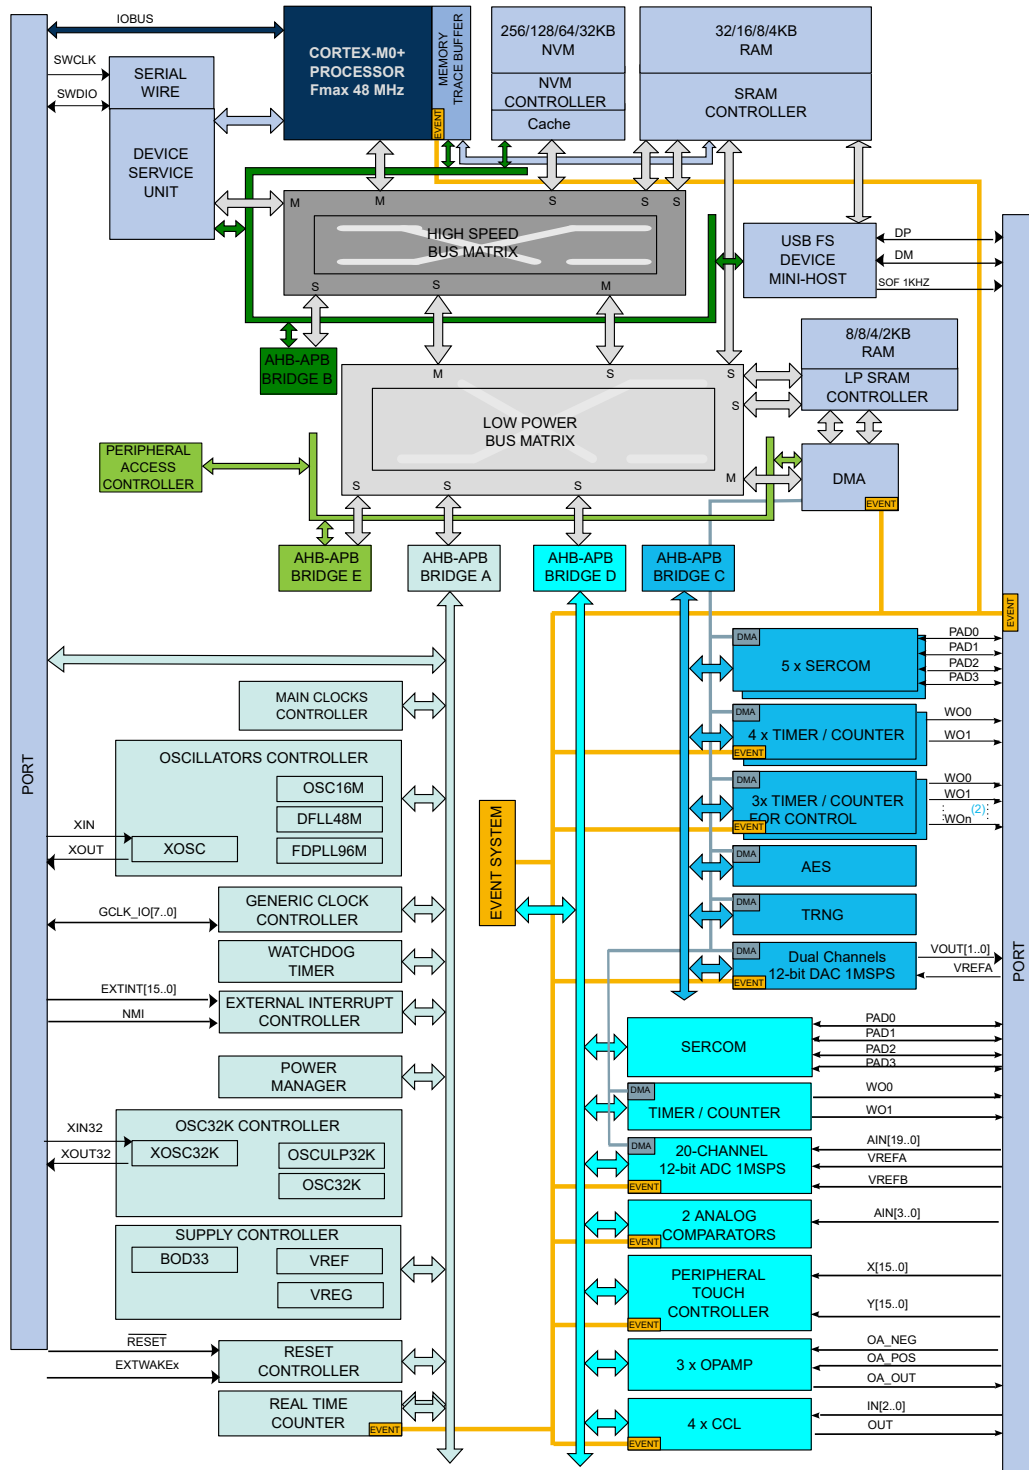 IOBUS
SWCLK
SWDIO
SERIAL
WIRE
DEVICE
SERVICE
UNIT
CORTEX-M0+
PROCESSOR
Fmax 48 MHz
MEMORY
TRACE BUFFER
EVENT
256/128/64/32KB
NVM
NVM
CONTROLLER
Cache
32/16/8/4KB
RAM
SRAM
CONTROLLER
M
M
S
S
S
HIGH SPEED
BUS MATRIX
S
S
M
USB FS
DEVICE
MINI-HOST
DP
DM
SOF 1KHZ
AHB-APB
BRIDGE B
8/8/4/2KB
RAM
LP SRAM
CONTROLLER
M
S
S
S
LOW POWER
BUS MATRIX
S
S
S
M
PERIPHERAL
ACCESS
CONTROLLER
DMA
EVENT
AHB-APB
BRIDGE E
AHB-APB
BRIDGE A
AHB-APB
BRIDGE D
AHB-APB
BRIDGE C
EVENT
PORT
PORT
MAIN CLOCKS
CONTROLLER
OSCILLATORS CONTROLLER
OSC16M
DFLL48M
FDPLL96M
XOSC
XIN
XOUT
GCLK_IO[7..0]
GENERIC CLOCK
CONTROLLER
WATCHDOG
TIMER
EXTINT[15..0]
NMI
EXTERNAL INTERRUPT
CONTROLLER
POWER
MANAGER
OSC32K CONTROLLER
XIN32
XOUT32
XOSC32K
OSCULP32K
OSC32K
SUPPLY CONTROLLER
BOD33
VREF
VREG
RESET
EXTWAKEx
RESET
CONTROLLER
REAL TIME
COUNTER
EVENT
EVENT SYSTEM
DMA
5 x SERCOM
PAD0
PAD1
PAD2
PAD3
DMA
4 x TIMER / COUNTER
EVENT
WO0
WO1
DMA
3x TIMER / COUNTER
FOR CONTROL
EVENT
WO0
WO1
(2)
WOn
DMA
AES
DMA
TRNG
DMA
Dual Channels
12-bit DAC 1MSPS
EVENT
VOUT[1..0]
VREFA
SERCOM
PAD0
PAD1
PAD2
PAD3
DMA
TIMER / COUNTER
WO0
WO1
DMA
20-CHANNEL
12-bit ADC 1MSPS
EVENT
AIN[19..0]
VREFA
VREFB
2 ANALOG
COMPARATORS
EVENT
AIN[3..0]
PERIPHERAL
TOUCH
CONTROLLER
EVENT
X[15..0]
Y[15..0]
3 x OPAMP
OA_NEG
OA_POS
OA_OUT
4 x CCL
EVENT
IN[2..0]
OUT